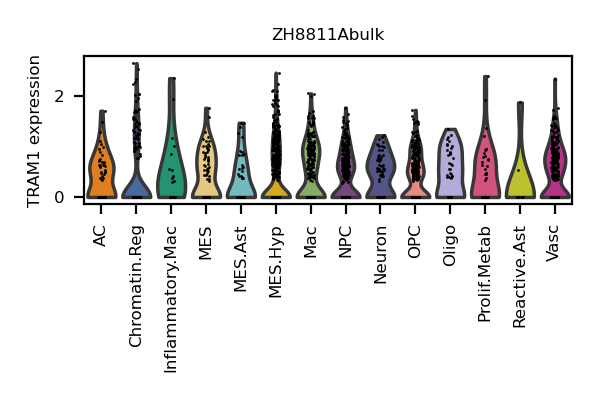 ZH8811Abulk
TRAM1 expression
2
0
AC
Chromatin.Reg
Inflammatory.Mac
MES
MES.Ast
MES.Hyp
Mac
NPC
Neuron
OPC
Oligo
Prolif.Metab
Reactive.Ast
Vasc